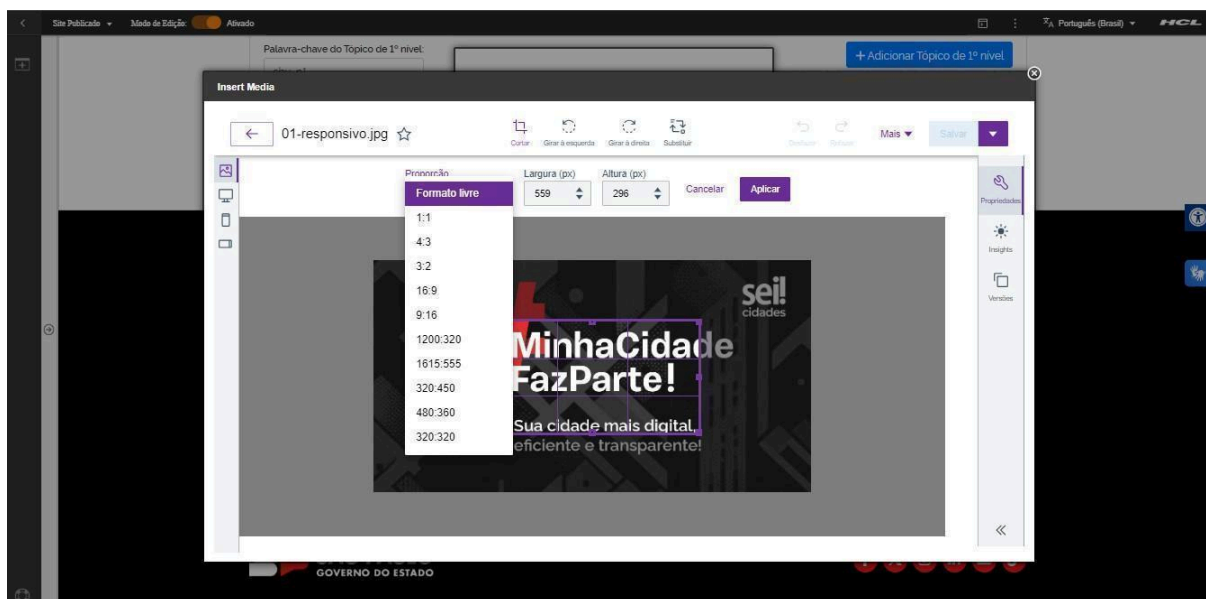 Site Publicado
Modo de Edição:
Ativado
Português (Brasil)
HCL
Palavra-chave do Tópico de 1º nível:
+ Adicionar Tópico de 1º nível
Insert Media
01-responsivo.jpg
Cortar
Girar à esquerda
Girar à direita
Substituir
Desfazer
Refazer
Mais
Salvar
Proporção
Largura (px)
Altura (px)
Formato livre
559
296
Cancelar
Aplicar
1:1
4:3
3:2
16:9
9:16
1200:320
1615:555
320:450
480:360
320:320
Propriedades
Insights
Versões
sei!
cidades
MinhaCidade
FazParte!
Sua cidade mais digital,
eficiente e transparente!
GOVERNO DO ESTADO